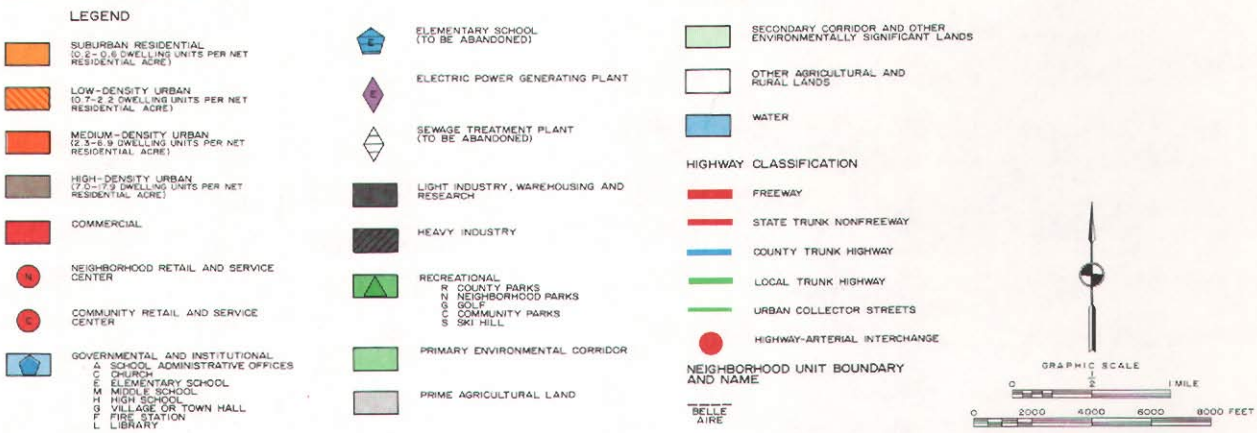 LEGEND
SUBURBAN RESIDENTIAL
(0.2-0.6 DWELLING UNITS PER NET
RESIDENTIAL ACRE)
LOW-DENSITY URBAN
(0.7-2.2 DWELLING UNITS PER NET
RESIDENTIAL ACRE)
MEDIUM-DENSITY URBAN
(2.3-6.9 DWELLING UNITS PER NET
RESIDENTIAL ACRE)
HIGH-DENSITY URBAN
(7.0-17.9 DWELLING UNITS PER NET
RESIDENTIAL ACRE)
COMMERCIAL
N
NEIGHBORHOOD RETAIL AND SERVICE
CENTER
C
COMMUNITY RETAIL AND SERVICE
CENTER
GOVERNMENTAL AND INSTITUTIONAL
A SCHOOL ADMINISTRATIVE OFFICES
C CHURCH
E ELEMENTARY SCHOOL
M MIDDLE SCHOOL
H HIGH SCHOOL
G VILLAGE OR TOWN HALL
F FIRE STATION
L LIBRARY
E
ELEMENTARY SCHOOL
(TO BE ABANDONED)
E
ELECTRIC POWER GENERATING PLANT
SEWAGE TREATMENT PLANT
(TO BE ABANDONED)
LIGHT INDUSTRY, WAREHOUSING AND
RESEARCH
HEAVY INDUSTRY
RECREATIONAL
R COUNTY PARKS
N NEIGHBORHOOD PARKS
G GOLF
C COMMUNITY PARKS
S SKI HILL
PRIMARY ENVIRONMENTAL CORRIDOR
PRIME AGRICULTURAL LAND
SECONDARY CORRIDOR AND OTHER
ENVIRONMENTALLY SIGNIFICANT LANDS
OTHER AGRICULTURAL AND
RURAL LANDS
WATER
HIGHWAY CLASSIFICATION
FREEWAY
STATE TRUNK NONFREEWAY
COUNTY TRUNK HIGHWAY
LOCAL TRUNK HIGHWAY
URBAN COLLECTOR STREETS
HIGHWAY-ARTERIAL INTERCHANGE
NEIGHBORHOOD UNIT BOUNDARY
AND NAME
BELLE
AIRE
GRAPHIC SCALE
0 1/2 1 MILE
0 2000 4000 6000 8000 FEET